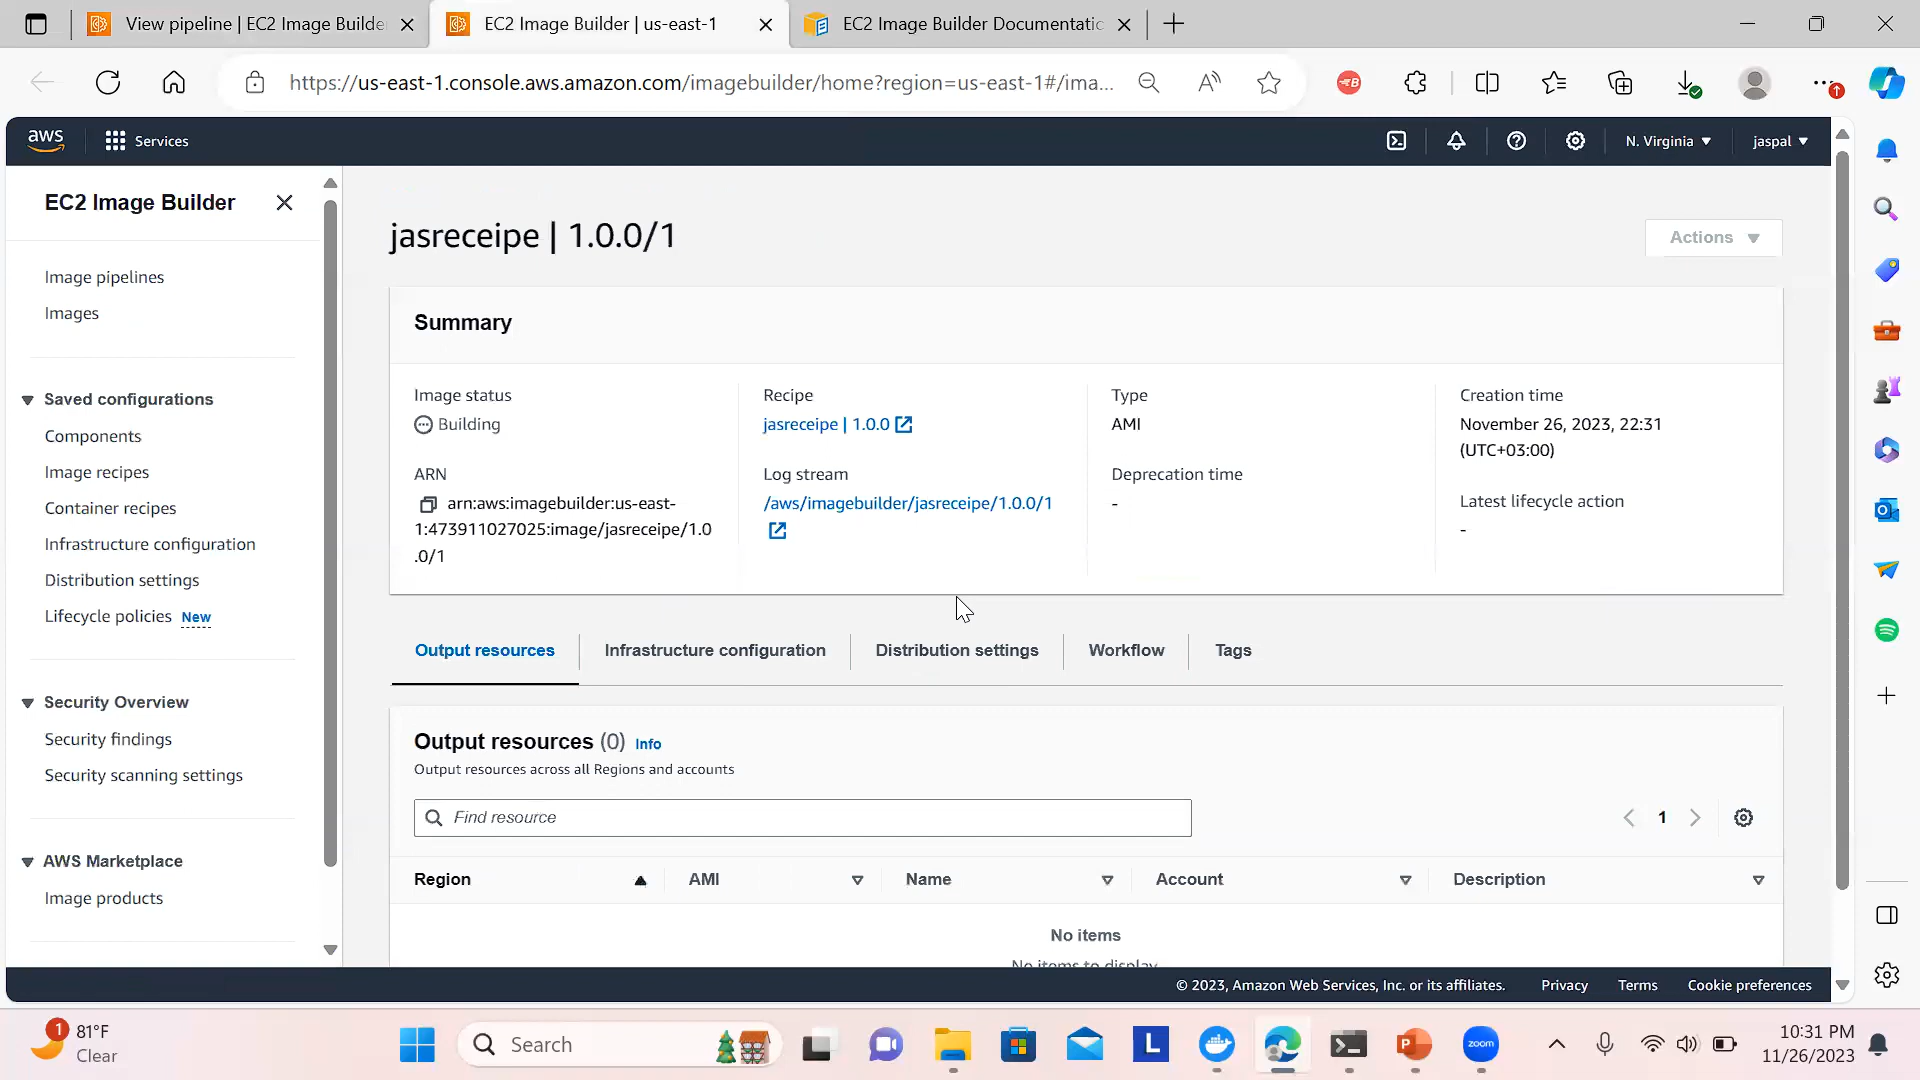 View pipeline | EC2 Image Builde
EC2 Image Builder | us-east-1
EC2 Image Builder Documentatic
https://us-east-1.console.aws.amazon.com/imagebuilder/home?region=us-east-1#/ima...
aws
Services
N. Virginia
jaspal
EC2 Image Builder
Image pipelines
Images
Saved configurations
Components
Image recipes
Container recipes
Infrastructure configuration
Distribution settings
Lifecycle policies New
Security Overview
Security findings
Security scanning settings
AWS Marketplace
Image products
jasreceipe | 1.0.0/1
Actions
Summary
Image status
Building
ARN
arn:aws:imagebuilder:us-east-
1:473911027025:image/jasreceipe/1.0
.0/1
Recipe
jasreceipe | 1.0.0
Log stream
/aws/imagebuilder/jasreceipe/1.0.0/1
Type
AMI
Deprecation time
-
Creation time
November 26, 2023, 22:31
(UTC+03:00)
Latest lifecycle action
-
Output resources
Infrastructure configuration
Distribution settings
Workflow
Tags
Output resources (0) Info
Output resources across all Regions and accounts
Find resource
1
Region
AMI
Name
Account
Description
No items
No items to display
© 2023, Amazon Web Services, Inc. or its affiliates.
Privacy
Terms
Cookie preferences
1
81°F
Clear
Search
L
P
zoom
10:31 PM
11/26/2023